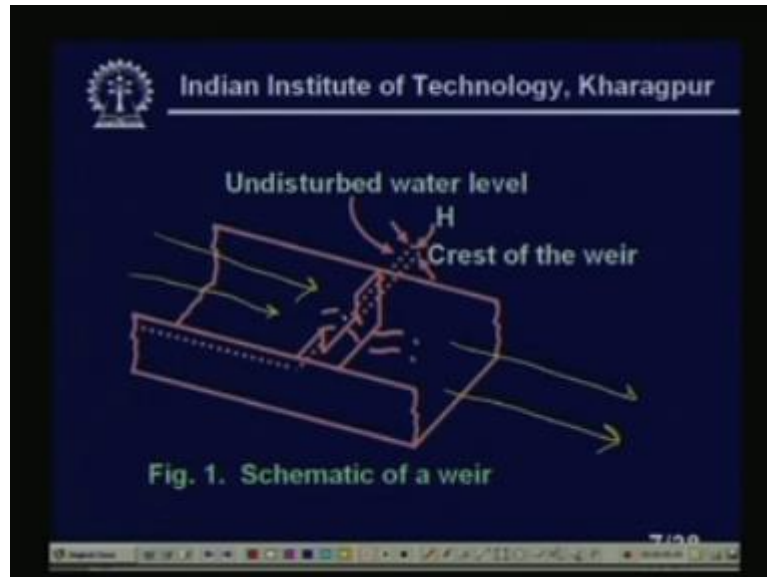 Indian Institute of Technology, Kharagpur
Undisturbed water level
H
Crest of the weir
Fig. 1. Schematic of a weir